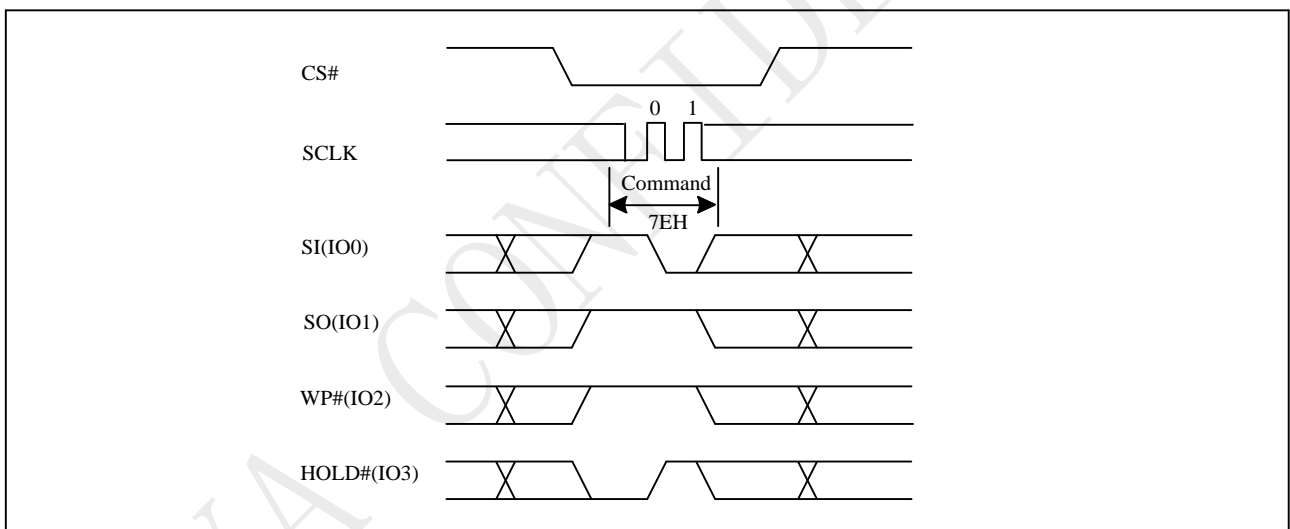 CS#
0 1
SCLK
Command
7EH
SI(IO0)
SO(IO1)
WP#(IO2)
HOLD#(IO3)